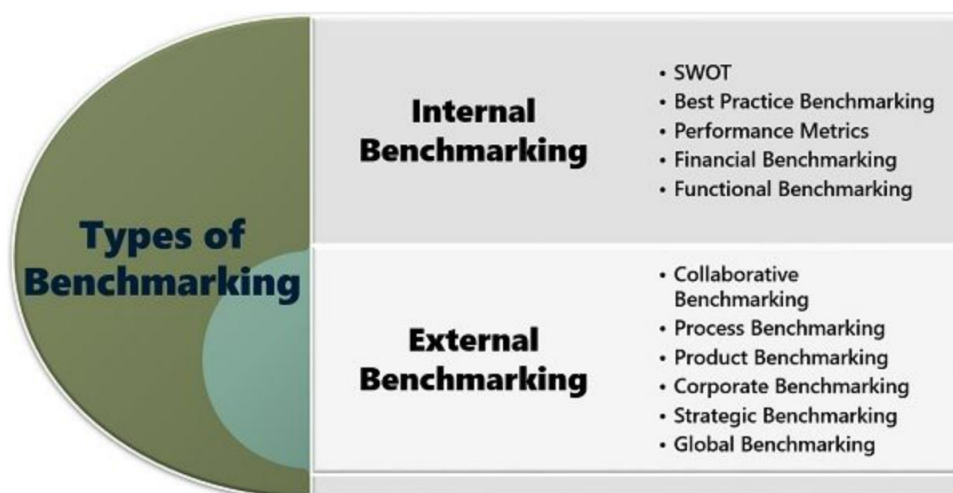 Types of
Benchmarking
Internal
Benchmarking
• SWOT
• Best Practice Benchmarking
• Performance Metrics
• Financial Benchmarking
• Functional Benchmarking
External
Benchmarking
• Collaborative
Benchmarking
• Process Benchmarking
• Product Benchmarking
• Corporate Benchmarking
• Strategic Benchmarking
• Global Benchmarking